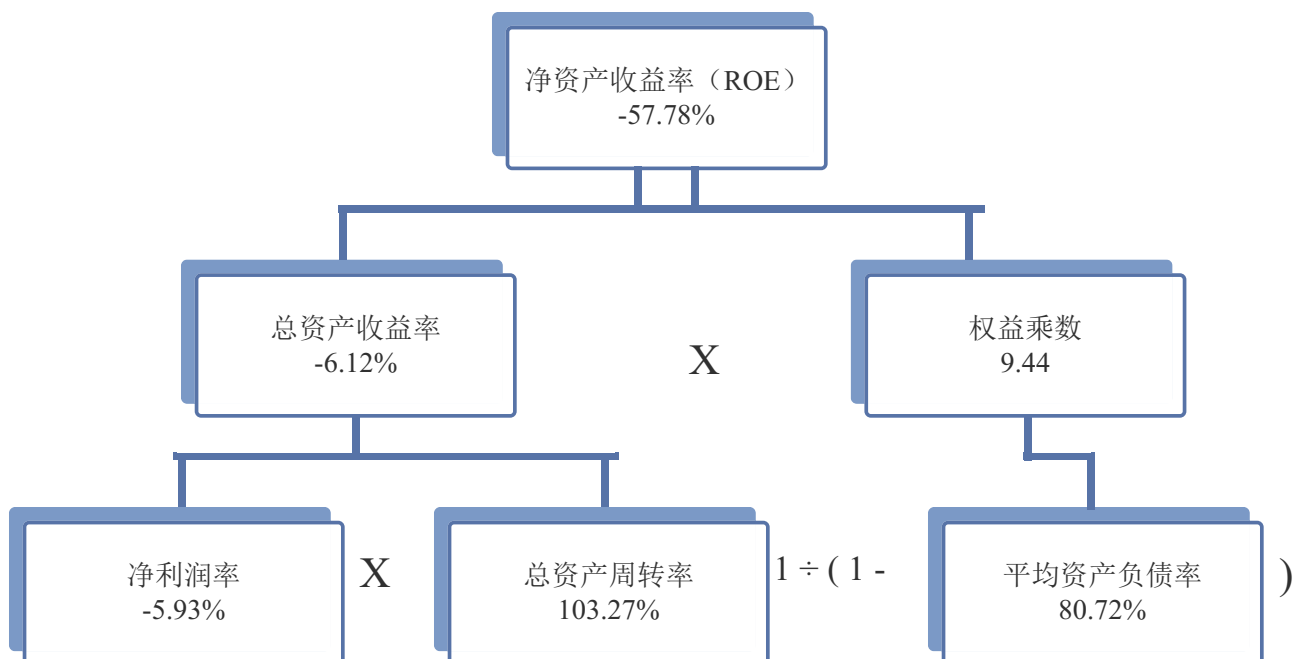 净资产收益率（ROE）
-57.78%
总资产收益率
-6.12%
X
权益乘数
9.44
净利润率
-5.93%
X
总资产周转率
103.27%
1 ÷ ( 1 -
平均资产负债率
80.72%
)